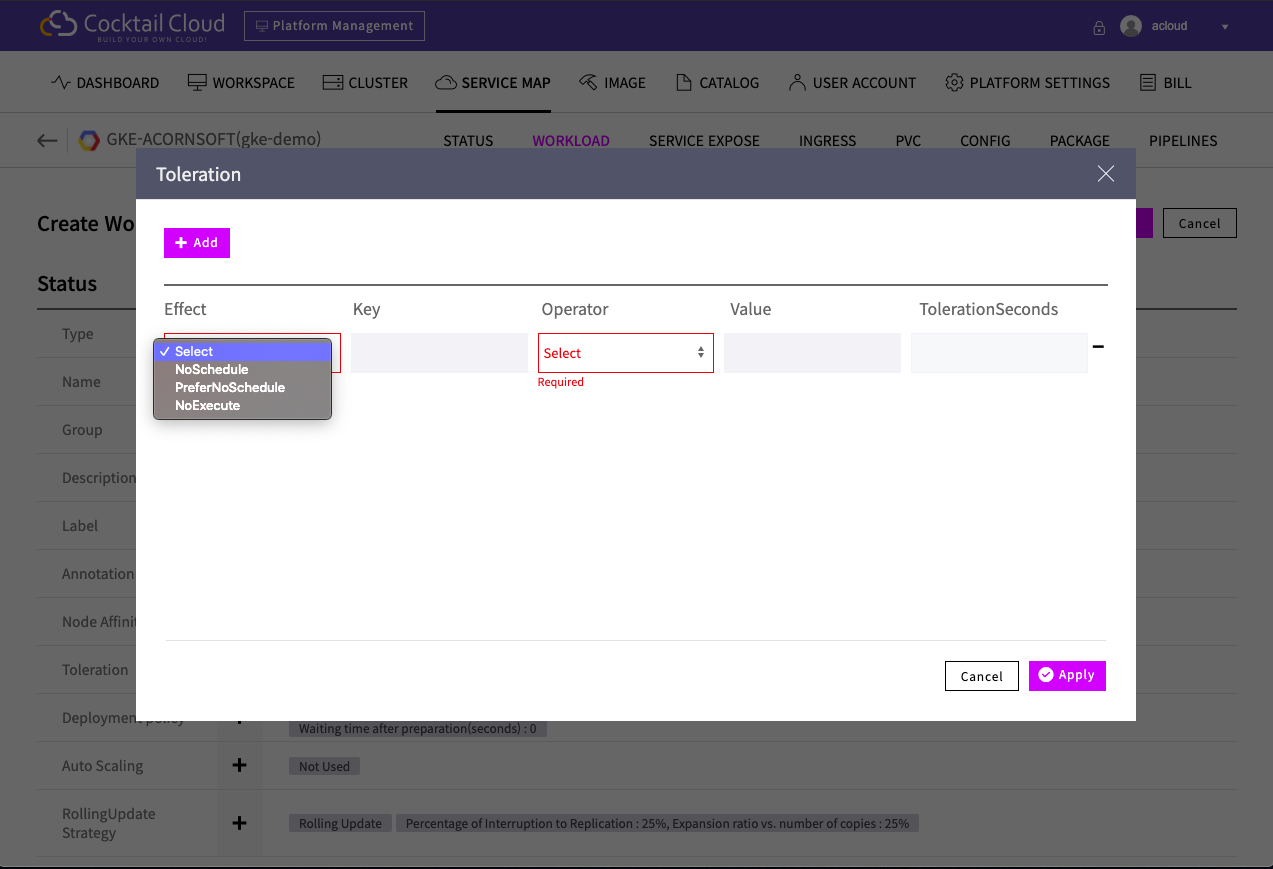 Cocktail Cloud
BUILD YOUR OWN CLOUD!
Platform Management
acloud
DASHBOARD WORKSPACE CLUSTER SERVICE MAP IMAGE CATALOG USER ACCOUNT PLATFORM SETTINGS BILL
GKE-ACORNSOFT(gke-demo) STATUS WORKLOAD SERVICE EXPOSE INGRESS PVC CONFIG PACKAGE PIPELINES
Toleration
Create Wo
Cancel
Add
Status
Effect Key Operator Value TolerationSeconds
Type
Select
NoSchedule
PreferNoSchedule
NoExecute
Select
Required
Name
Group
Description
Label
Annotation
Node Affinit
Toleration
Cancel Apply
Deployment policy
Waiting time after preparation(seconds) : 0
Auto Scaling
Not Used
RollingUpdate
Strategy
Rolling Update Percentage of Interruption to Replication : 25%, Expansion ratio vs. number of copies : 25%